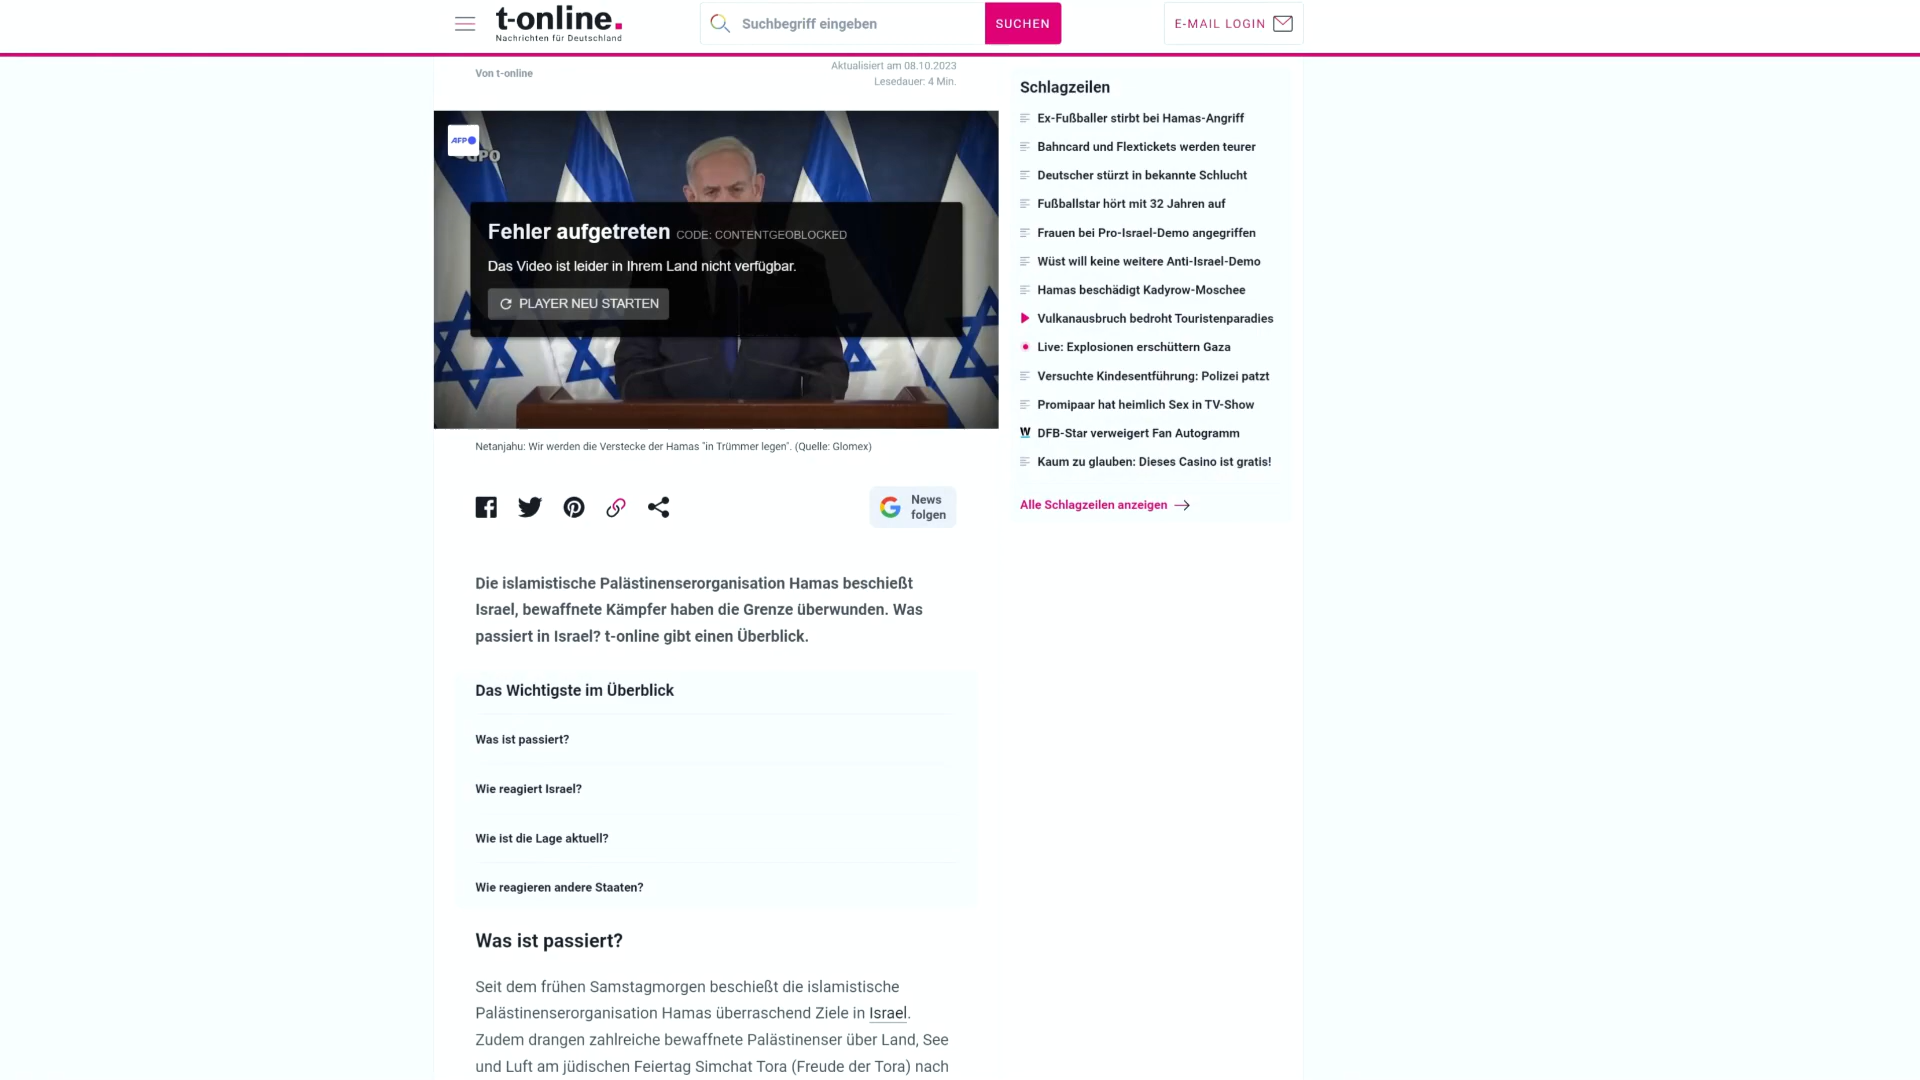 t-online.
Nachrichten für Deutschland
Suchbegriff eingeben
SUCHEN
E-MAIL LOGIN
Von t-online
Aktualisiert am 08.10.2023
Lesedauer: 4 Min.
AFP
GPO
Fehler aufgetreten CODE: CONTENTGEOBLOCKED
Das Video ist leider in Ihrem Land nicht verfügbar.
PLAYER NEU STARTEN
Netanjahu: Wir werden die Verstecke der Hamas "in Trümmer legen". (Quelle: Glomex)
News
folgen
Die islamistische Palästinenserorganisation Hamas beschießt
Israel, bewaffnete Kämpfer haben die Grenze überwunden. Was
passiert in Israel? t-online gibt einen Überblick.
Das Wichtigste im Überblick
Was ist passiert?
Wie reagiert Israel?
Wie ist die Lage aktuell?
Wie reagieren andere Staaten?
Was ist passiert?
Seit dem frühen Samstagmorgen beschießt die islamistische
Palästinenserorganisation Hamas überraschend Ziele in Israel.
Zudem drangen zahlreiche bewaffnete Palästinenser über Land, See
und Luft am jüdischen Feiertag Simchat Tora (Freude der Tora) nach
Schlagzeilen
Ex-Fußballer stirbt bei Hamas-Angriff
Bahncard und Flextickets werden teurer
Deutscher stürzt in bekannte Schlucht
Fußballstar hört mit 32 Jahren auf
Frauen bei Pro-Israel-Demo angegriffen
Wüst will keine weitere Anti-Israel-Demo
Hamas beschädigt Kadyrow-Moschee
Vulkanausbruch bedroht Touristenparadies
Live: Explosionen erschüttern Gaza
Versuchte Kindesentführung: Polizei patzt
Promipaar hat heimlich Sex in TV-Show
W DFB-Star verweigert Fan Autogramm
Kaum zu glauben: Dieses Casino ist gratis!
Alle Schlagzeilen anzeigen